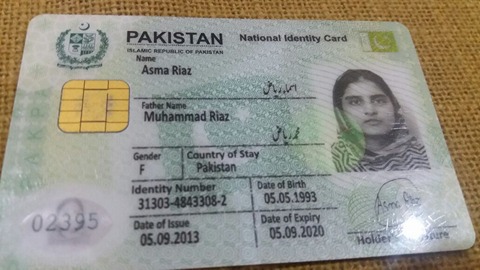 PAKISTAN National Identity Card
ISLAMIC REPUBLIC OF PAKISTAN
Name
Asma Riaz
اسماء ریاض
Father Name
Muhammad Riaz
محمد ریاض
Gender Country of Stay
F Pakistan
Identity Number Date of Birth
31303-4843308-2 05.05.1993
02395
Date of Issue Date of Expiry
05.09.2013 05.09.2020
Asma Riaz